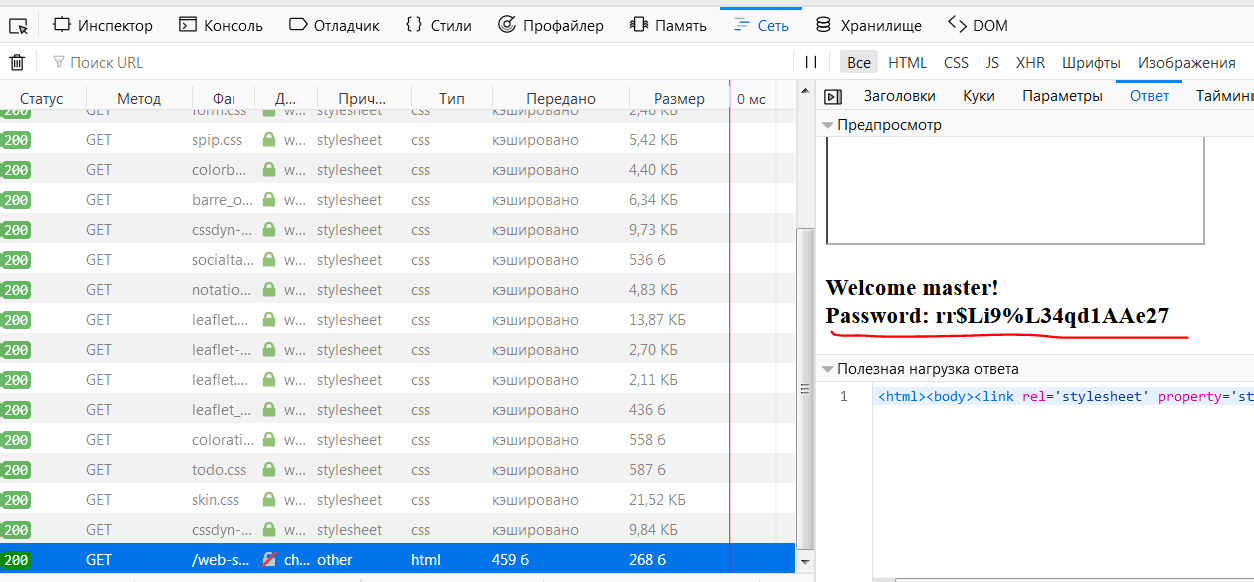 Инспектор Консоль Отладчик {} Стили Профайлер Память Сеть Хранилище DOM
Поиск URL Все HTML CSS JS XHR Шрифты Изображения
Статус Метод Фа Д... Прич... Тип Передано Размер 0 мс
Заголовки Куки Параметры Ответ Таймин
Предпросмотр
200 GET form.css w... stylesheet css кэшировано 2,46 КБ
200 GET spip.css w... stylesheet css кэшировано 5,42 КБ
200 GET colorb... w... stylesheet css кэшировано 4,40 КБ
200 GET barre_o... w... stylesheet css кэшировано 6,34 КБ
200 GET cssdyn-... w... stylesheet css кэшировано 9,73 КБ
200 GET socialta... w... stylesheet css кэшировано 536 б
200 GET notatio... w... stylesheet css кэшировано 4,83 КБ
200 GET leaflet.... w... stylesheet css кэшировано 13,87 КБ
200 GET leaflet-... w... stylesheet css кэшировано 2,70 КБ
200 GET leaflet.... w... stylesheet css кэшировано 2,11 КБ
200 GET leaflet_... w... stylesheet css кэшировано 436 б
200 GET colorati... w... stylesheet css кэшировано 558 б
200 GET todo.css w... stylesheet css кэшировано 587 б
200 GET skin.css w... stylesheet css кэшировано 21,52 КБ
200 GET cssdyn-... w... stylesheet css кэшировано 9,84 КБ
200 GET /web-s... ch... other html 459 б 268 б
Welcome master!
Password: rr$Li9%L34qd1AAe27
Полезная нагрузка ответа
1 <html><body><link rel='stylesheet' property='st